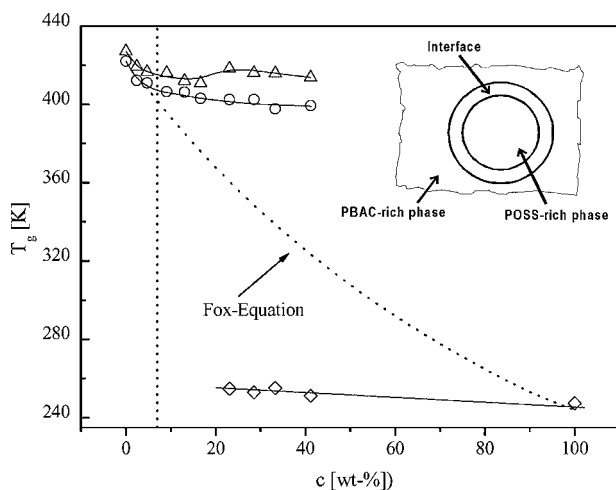 440
400
360
320
280
240
T_g [K]
Interface
PBAC-rich phase
POSS-rich phase
Fox-Equation
0
20
40
60
80
100
c [wt-%])